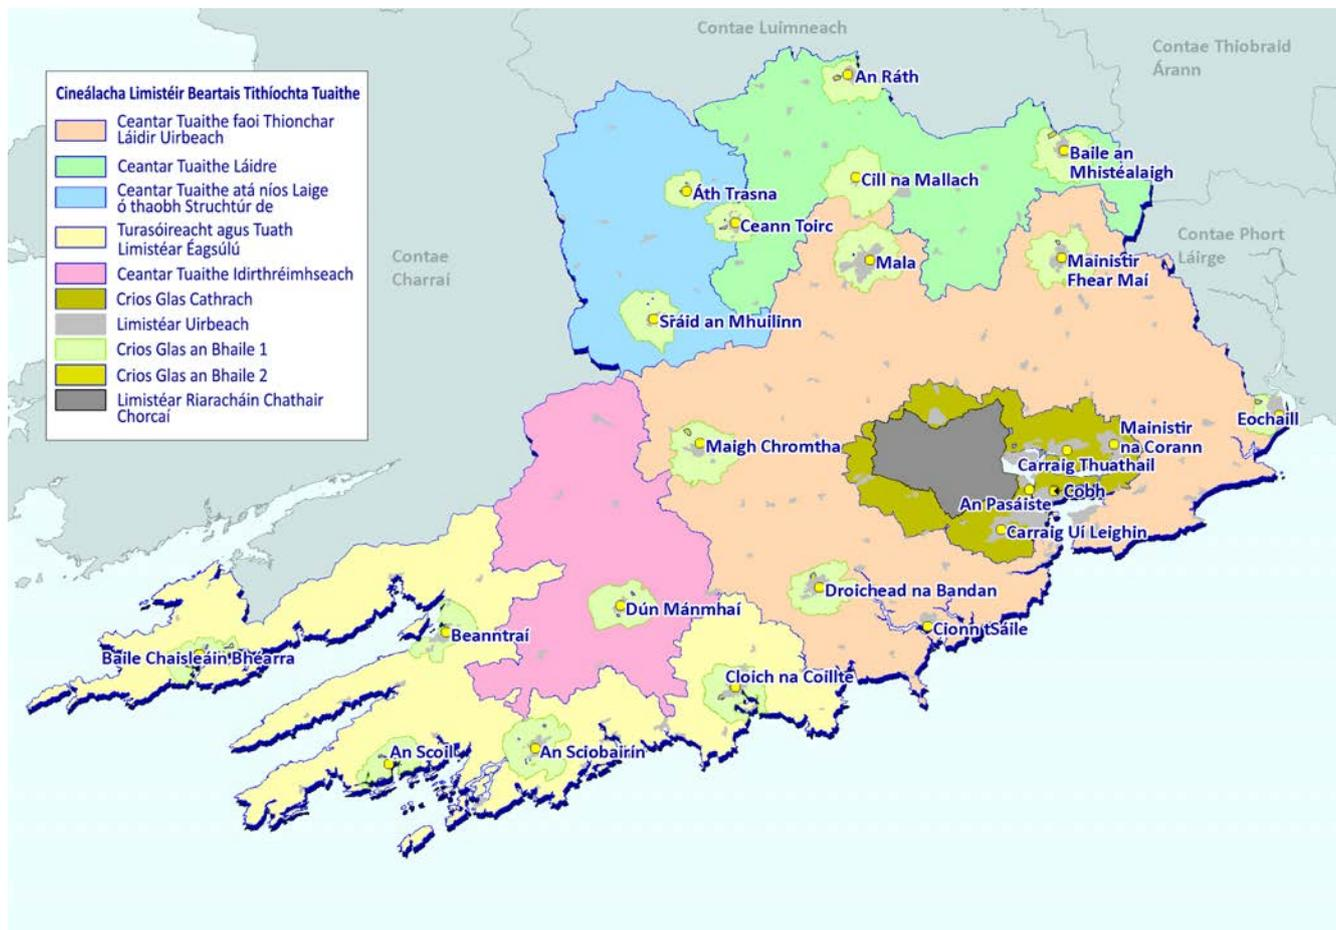 Contae Luimneach
Contae Thiobraid
Árann
Cineálacha Limistéir Beartais Tithíochta Tuaithe
Ceantar Tuaithe faoi Thionchar
Láidir Uirbeach
Ceantar Tuaithe Láidre
Ceantar Tuaithe atá níos Laige
ó thaobh Struchtúr de
Turasóireacht agus Tuath
Limistéar Éagsúlú
Ceantar Tuaithe Idirthréimhseach
Crios Glas Cathrach
Limistéar Uirbeach
Crios Glas an Bhaile 1
Crios Glas an Bhaile 2
Limistéar Riaracháin Chathair
Chorcaí
An Ráth
Baile an
Mhistéalaigh
Cill na Mallach
Áth Trasna
Ceann Toirc
Contae
Charraí
Contae Phort
Láirge
Mala
Mainistir
Fhear Maí
Sráid an Mhuilinn
Eochaill
Maigh Chromtha
Mainistir
na Corann
Carraig Thuathail
Cobh
An Pasáiste
Carraig Uí Leighin
Droichead na Bandan
Dún Mánmhaí
Cionn tSáile
Beanntraí
Baile Chaisleáin Bhéarra
Cloich na Coillte
An Scoil
An Sciobairín